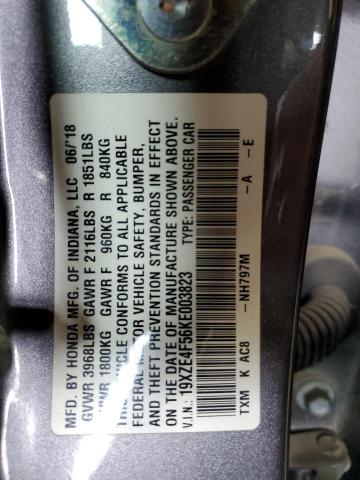 MFD. BY HONDA MFG. OF INDIANA, LLC 06/'18
GVWR 3968LBS GAWR F 2116LBS R 1851LBS
GVWR 1800KG GAWR F 960KG R 840KG
THIS VEHICLE CONFORMS TO ALL APPLICABLE
FEDERAL MOTOR VEHICLE SAFETY, BUMPER,
AND THEFT PREVENTION STANDARDS IN EFFECT
ON THE DATE OF MANUFACTURE SHOWN ABOVE.
V.I.N.: 19XZE4F56KE003823 TYPE: PASSENGER CAR
NH797M -A -E
TXM K AC8-